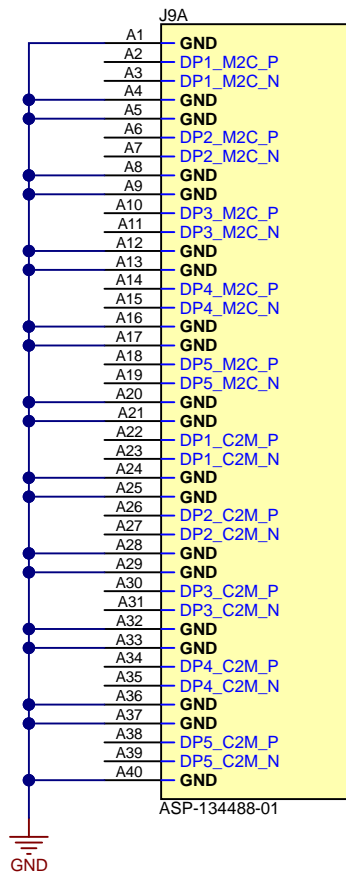 J9A
A1 GND
A2 DP1_M2C_P
A3 DP1_M2C_N
A4 GND
A5 GND
A6 DP2_M2C_P
A7 DP2_M2C_N
A8 GND
A9 GND
A10 DP3_M2C_P
A11 DP3_M2C_N
A12 GND
A13 GND
A14 DP4_M2C_P
A15 DP4_M2C_N
A16 GND
A17 GND
A18 DP5_M2C_P
A19 DP5_M2C_N
A20 GND
A21 GND
A22 DP1_C2M_P
A23 DP1_C2M_N
A24 GND
A25 GND
A26 DP2_C2M_P
A27 DP2_C2M_N
A28 GND
A29 GND
A30 DP3_C2M_P
A31 DP3_C2M_N
A32 GND
A33 GND
A34 DP4_C2M_P
A35 DP4_C2M_N
A36 GND
A37 GND
A38 DP5_C2M_P
A39 DP5_C2M_N
A40 GND
ASP-134488-01
GND